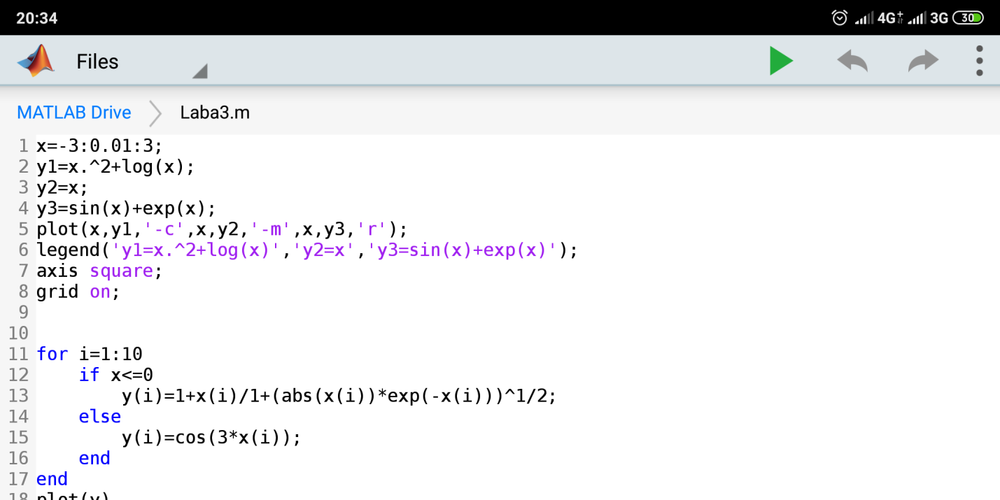 20:34 4G+ 3G 30
Files
MATLAB Drive Laba3.m
1 x=-3:0.01:3;
2 y1=x.^2+log(x);
3 y2=x;
4 y3=sin(x)+exp(x);
5 plot(x,y1,'-c',x,y2,'-m',x,y3,'r');
6 legend('y1=x.^2+log(x)','y2=x','y3=sin(x)+exp(x)');
7 axis square;
8 grid on;
9
10
11 for i=1:10
12     if x<=0
13         y(i)=1+x(i)/1+(abs(x(i))*exp(-x(i)))^1/2;
14     else
15         y(i)=cos(3*x(i));
16     end
17 end
18 plot(y)